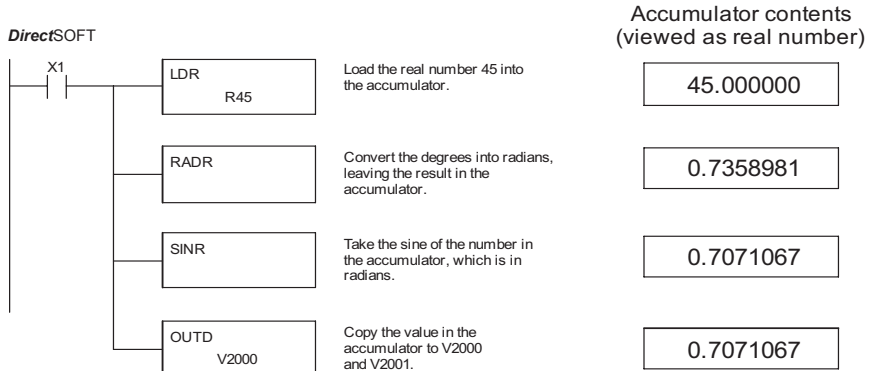 Accumulator contents
(viewed as real number)
DirectSOFT
X1
LDR
R45
Load the real number 45 into
the accumulator.
45.000000
RADR
Convert the degrees into radians,
leaving the result in the
accumulator.
0.7358981
SINR
Take the sine of the number in
the accumulator, which is in
radians.
0.7071067
OUTD
V2000
Copy the value in the
accumulator to V2000
and V2001.
0.7071067